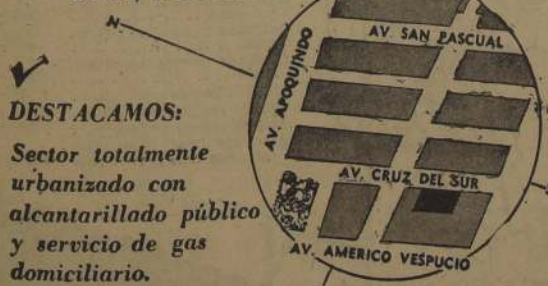 N
DESTACAMOS:
Sector totalmente
urbanizado con
alcantarillado público
y servicio de gas
domiciliario.
AV. SAN PASCUAL
AV. APOQUINDO
AV. CRUZ DEL SUR
AV. AMERICO VESPUCIO